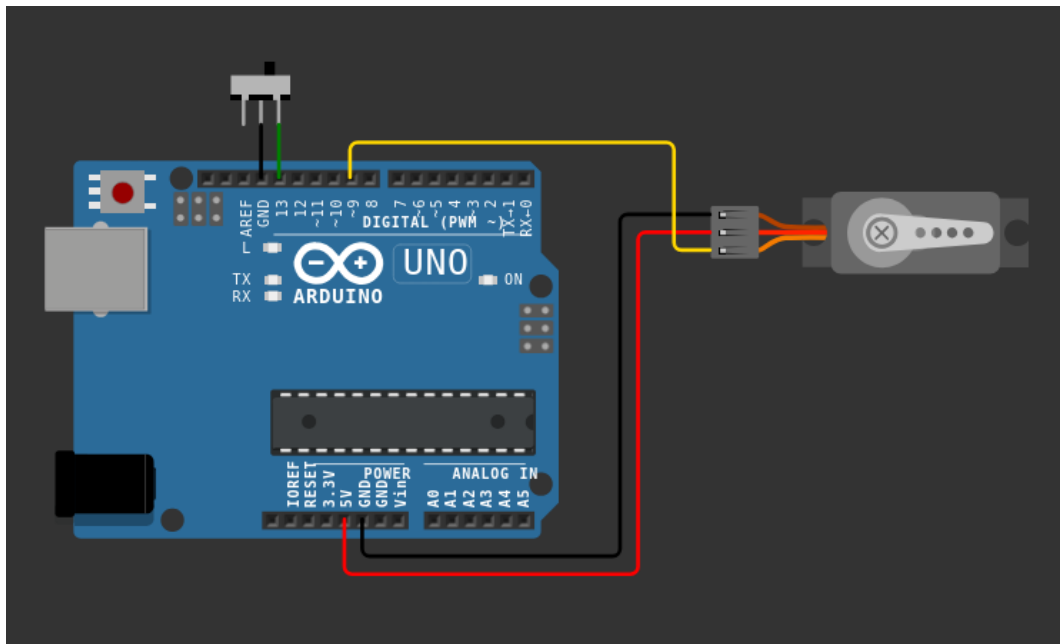 AREF
GND
13
12
~11
~10
~9
8
7
~6
~5
4
~3
2
TX→1
RX←0
DIGITAL (PWM ~)
L
TX
RX
UNO
ON
ARDUINO
IOREF
RESET
3.3V
5V
GND
GND
Vin
POWER
ANALOG IN
A0
A1
A2
A3
A4
A5